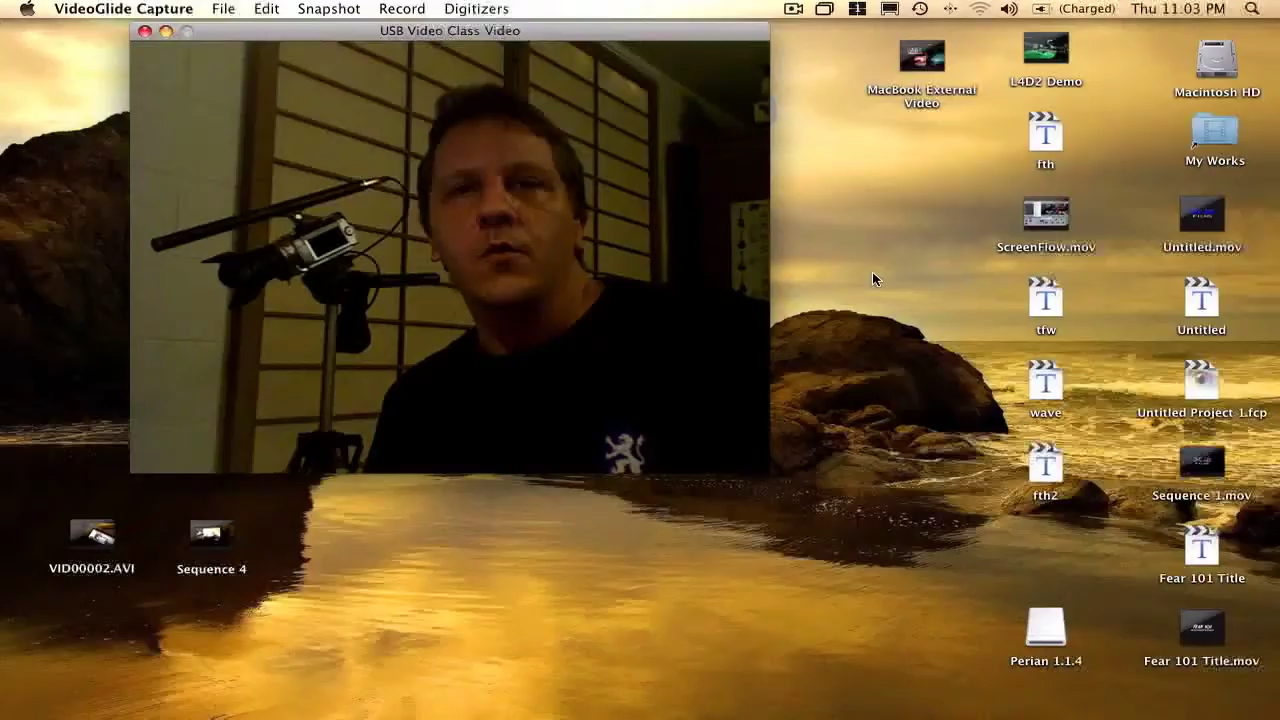 VideoGlide Capture File Edit Snapshot Record Digitizers (Charged) Thu 11:03 PM
USB Video Class Video
MacBook External
Video
L4D2 Demo
Macintosh HD
fth
My Works
ScreenFlow.mov
Untitled.mov
tfw
Untitled
wave
Untitled Project 1.fcp
fth2
Sequence 1.mov
VID00002.AVI
Sequence 4
Fear 101 Title
Perian 1.1.4
Fear 101 Title.mov